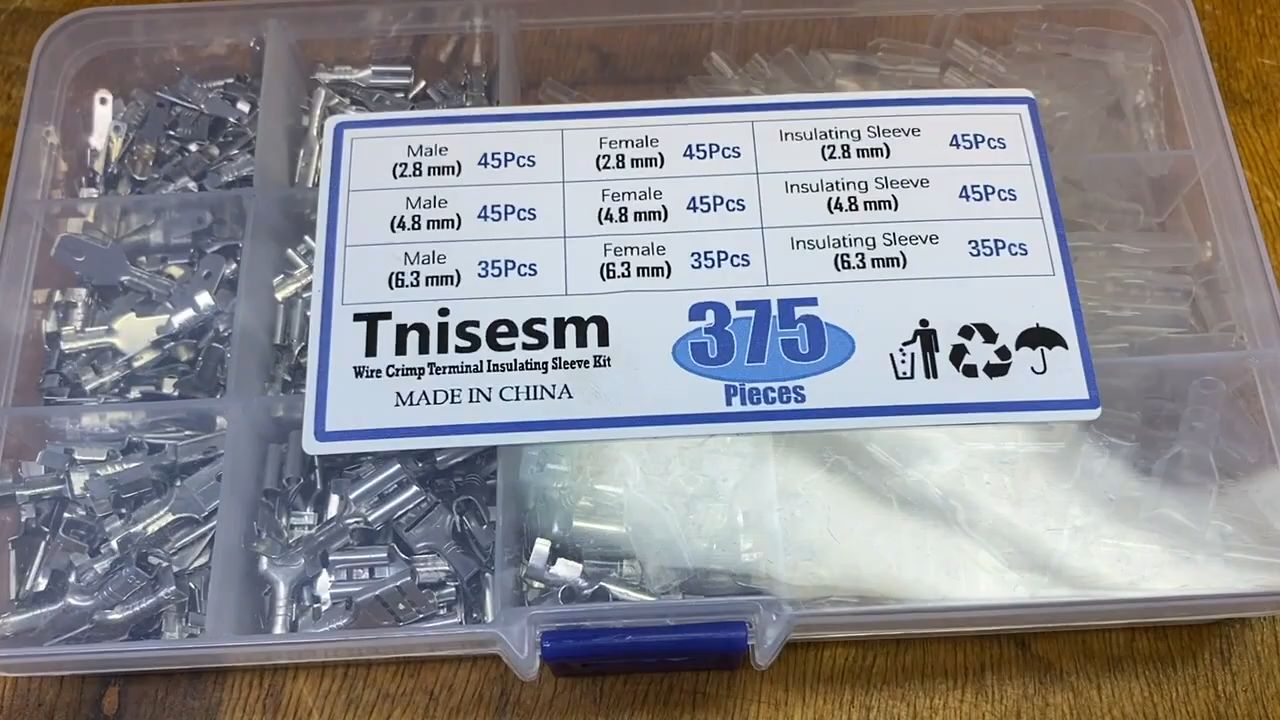 Male 45Pcs Female 45Pcs Insulating Sleeve 45Pcs
(2.8 mm) (2.8 mm) (2.8 mm)
Male 45Pcs Female 45Pcs Insulating Sleeve 45Pcs
(4.8 mm) (4.8 mm) (4.8 mm)
Male 35Pcs Female 35Pcs Insulating Sleeve 35Pcs
(6.3 mm) (6.3 mm) (6.3 mm)
Tnisesm
Wire Crimp Terminal Insulating Sleeve Kit
MADE IN CHINA
375
Pieces